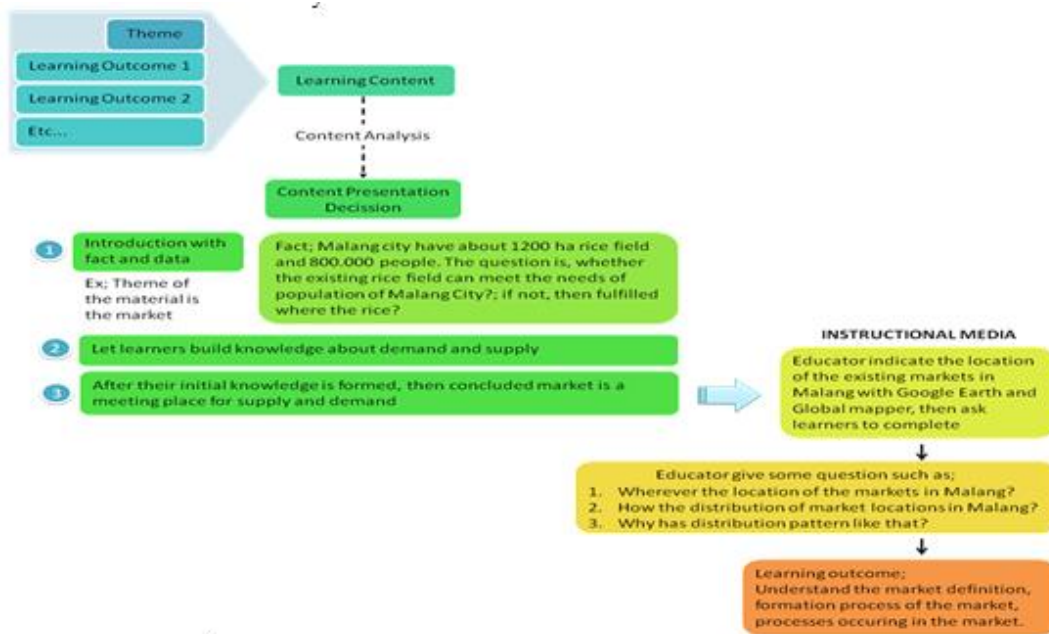 Theme
Learning Outcome 1
Learning Outcome 2
Etc...
Learning Content
Content Analysis
Content Presentation
Decission
1
Introduction with
fact and data
Ex; Theme of
the material is
the market
Fact; Malang city have about 1200 ha rice field
and 800.000 people. The question is, whether
the existing rice field can meet the needs of
population of Malang City?; if not, then fulfilled
where the rice?
2
Let learners build knowledge about demand and supply
3
After their initial knowledge is formed, then concluded market is a
meeting place for supply and demand
INSTRUCTIONAL MEDIA
Educator indicate the location
of the existing markets in
Malang with Google Earth and
Global mapper, then ask
learners to complete
Educator give some question such as;
1. Wherever the location of the markets in Malang?
2. How the distribution of market locations in Malang?
3. Why has distribution pattern like that?
Learning outcome;
Understand the market definition,
formation process of the market,
processes occuring in the market.